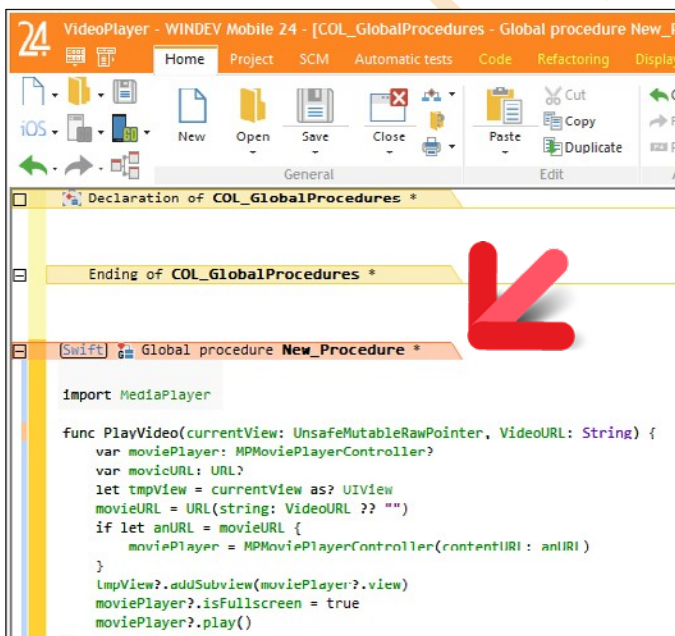 24
VideoPlayer - WINDEV Mobile 24 - [COL_GlobalProcedures - Global procedure New_P
Home Project SCM Automatic tests Code Refactoring Display
iOS GO New Open Save Close Paste Cut
Copy
Duplicate
General Edit
Declaration of COL_GlobalProcedures *
Ending of COL_GlobalProcedures *
Swift G Global procedure New_Procedure *
import MediaPlayer
func PlayVideo(currentView: UnsafeMutableRawPointer, VideoURL: String) {
var moviePlayer: MPMoviePlayerController?
var movieURL: URL?
let tmpView = currentView as? UIView
movieURL = URL(string: VideoURL ?? "")
if let anURL = movieURL {
moviePlayer = MPMoviePlayerController(contentURL: anURL)
}
tmpView?.addSubview(moviePlayer?.view)
moviePlayer?.isFullscreen = true
moviePlayer?.play()